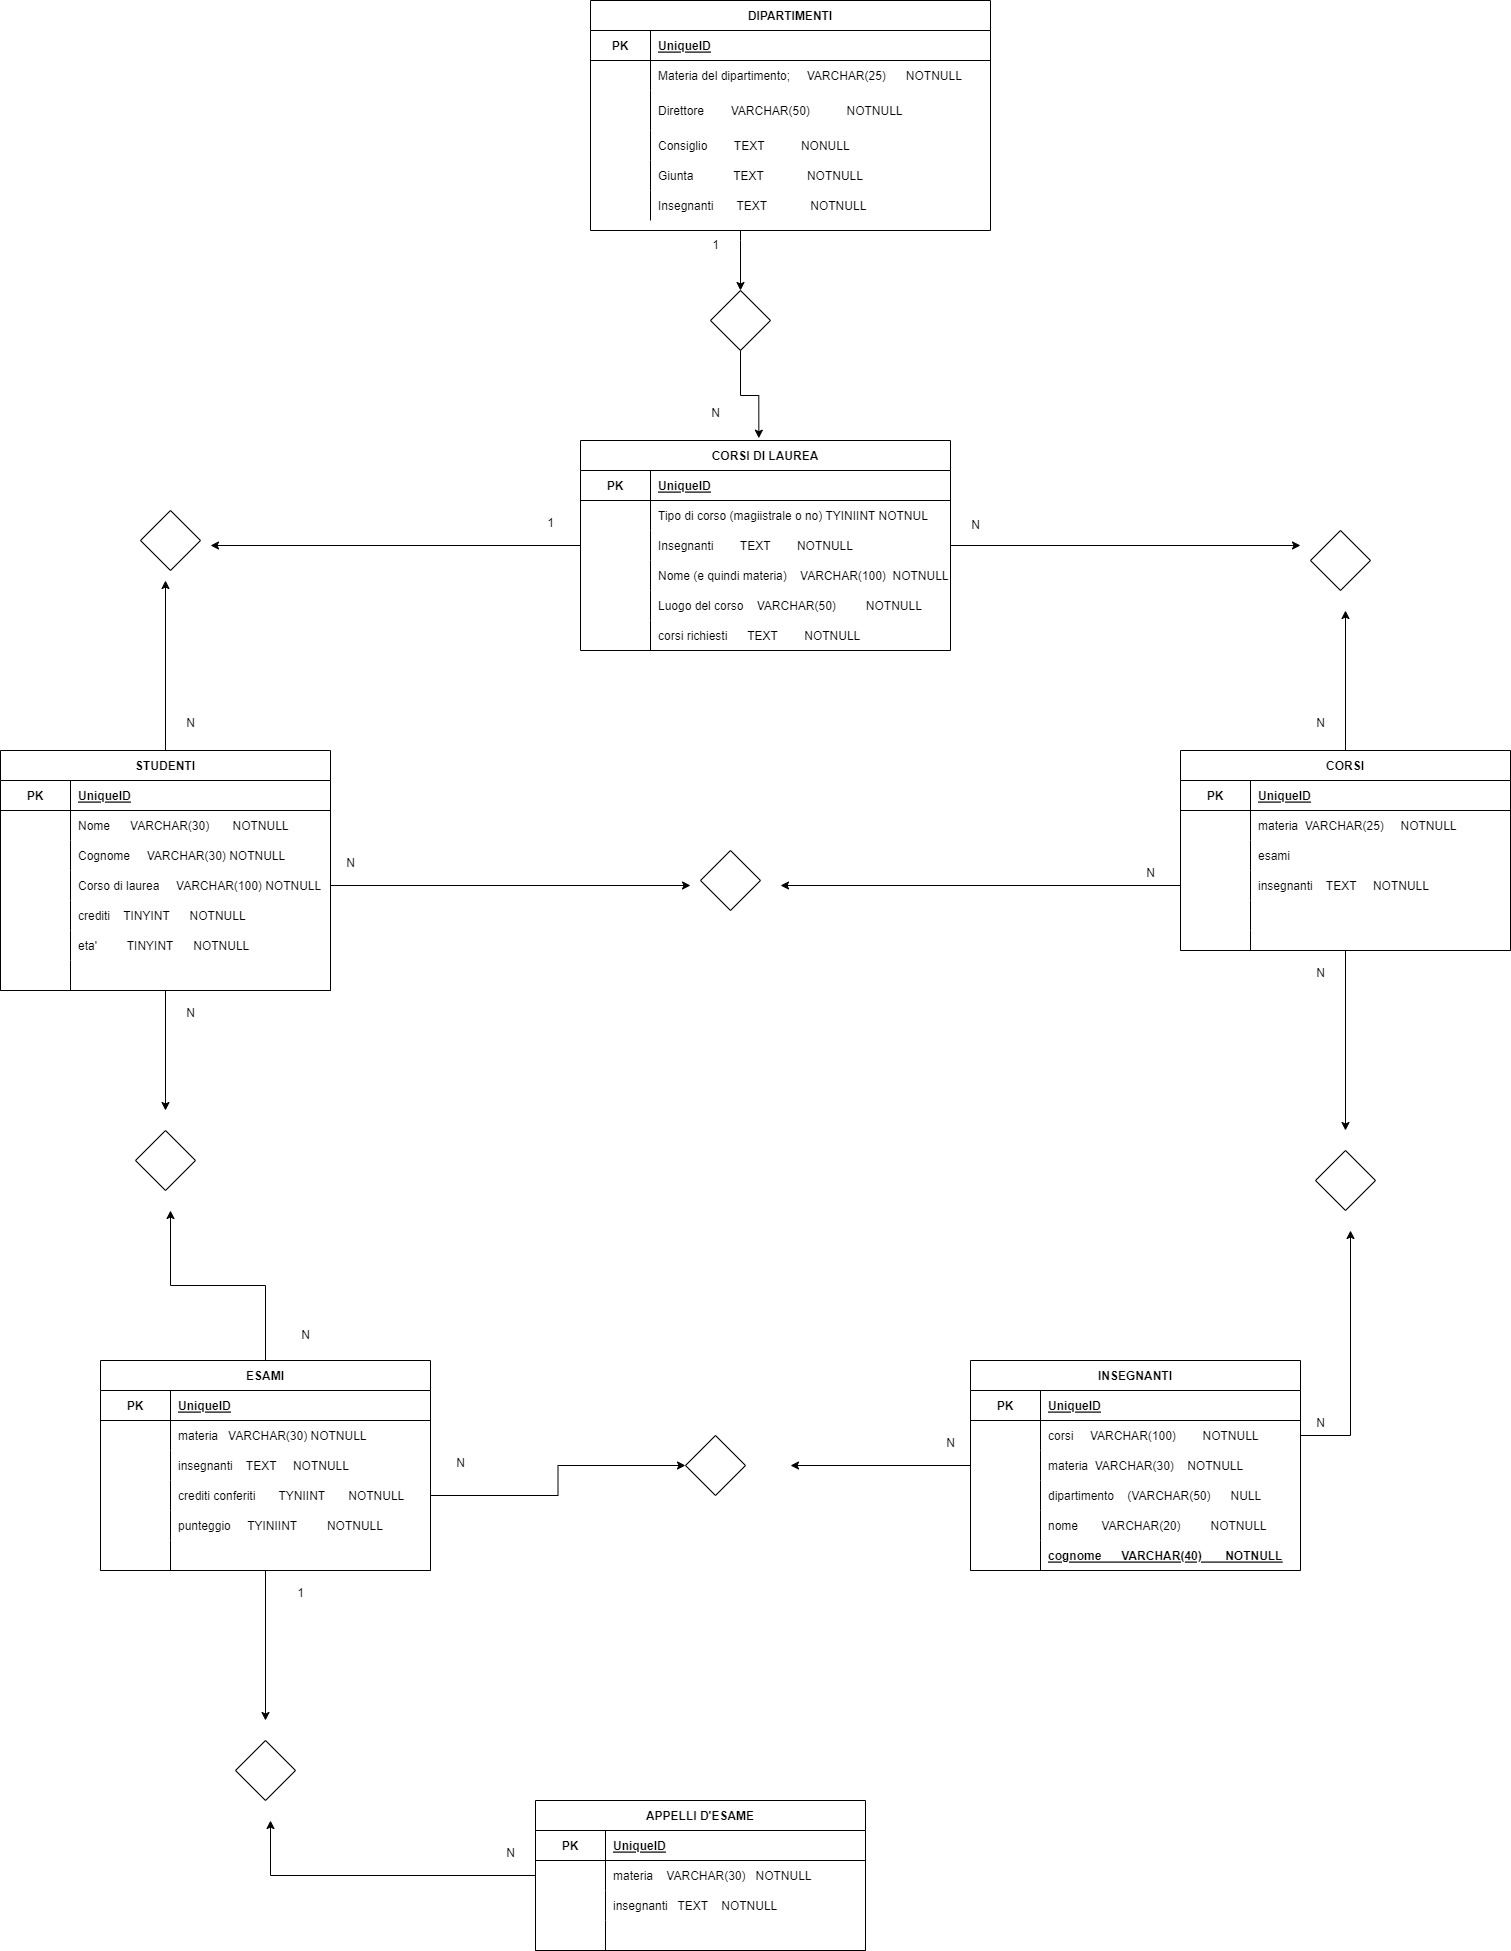 DIPARTIMENTI
PK UniqueID
Materia del dipartimento; VARCHAR(25) NOTNULL
Direttore VARCHAR(50) NOTNULL
Consiglio TEXT NONULL
Giunta TEXT NOTNULL
Insegnanti TEXT NOTNULL
1
N
CORSI DI LAUREA
PK UniqueID
Tipo di corso (magiistrale o no) TYINIINT NOTNUL
Insegnanti TEXT NOTNULL
Nome (e quindi materia) VARCHAR(100) NOTNULL
Luogo del corso VARCHAR(50) NOTNULL
corsi richiesti TEXT NOTNULL
1
N
N
N
STUDENTI
PK UniqueID
Nome VARCHAR(30) NOTNULL
Cognome VARCHAR(30) NOTNULL
Corso di laurea VARCHAR(100) NOTNULL
crediti TINYINT NOTNULL
eta' TINYINT NOTNULL
N
N
CORSI
PK UniqueID
materia VARCHAR(25) NOTNULL
esami
insegnanti TEXT NOTNULL
N
N
N
ESAMI
PK UniqueID
materia VARCHAR(30) NOTNULL
insegnanti TEXT NOTNULL
crediti conferiti TYNIINT NOTNULL
punteggio TYINIINT NOTNULL
N
N
INSEGNANTI
PK UniqueID
corsi VARCHAR(100) NOTNULL
materia VARCHAR(30) NOTNULL
dipartimento (VARCHAR(50) NULL
nome VARCHAR(20) NOTNULL
cognome VARCHAR(40) NOTNULL
N
1
N
APPELLI D'ESAME
PK UniqueID
materia VARCHAR(30) NOTNULL
insegnanti TEXT NOTNULL